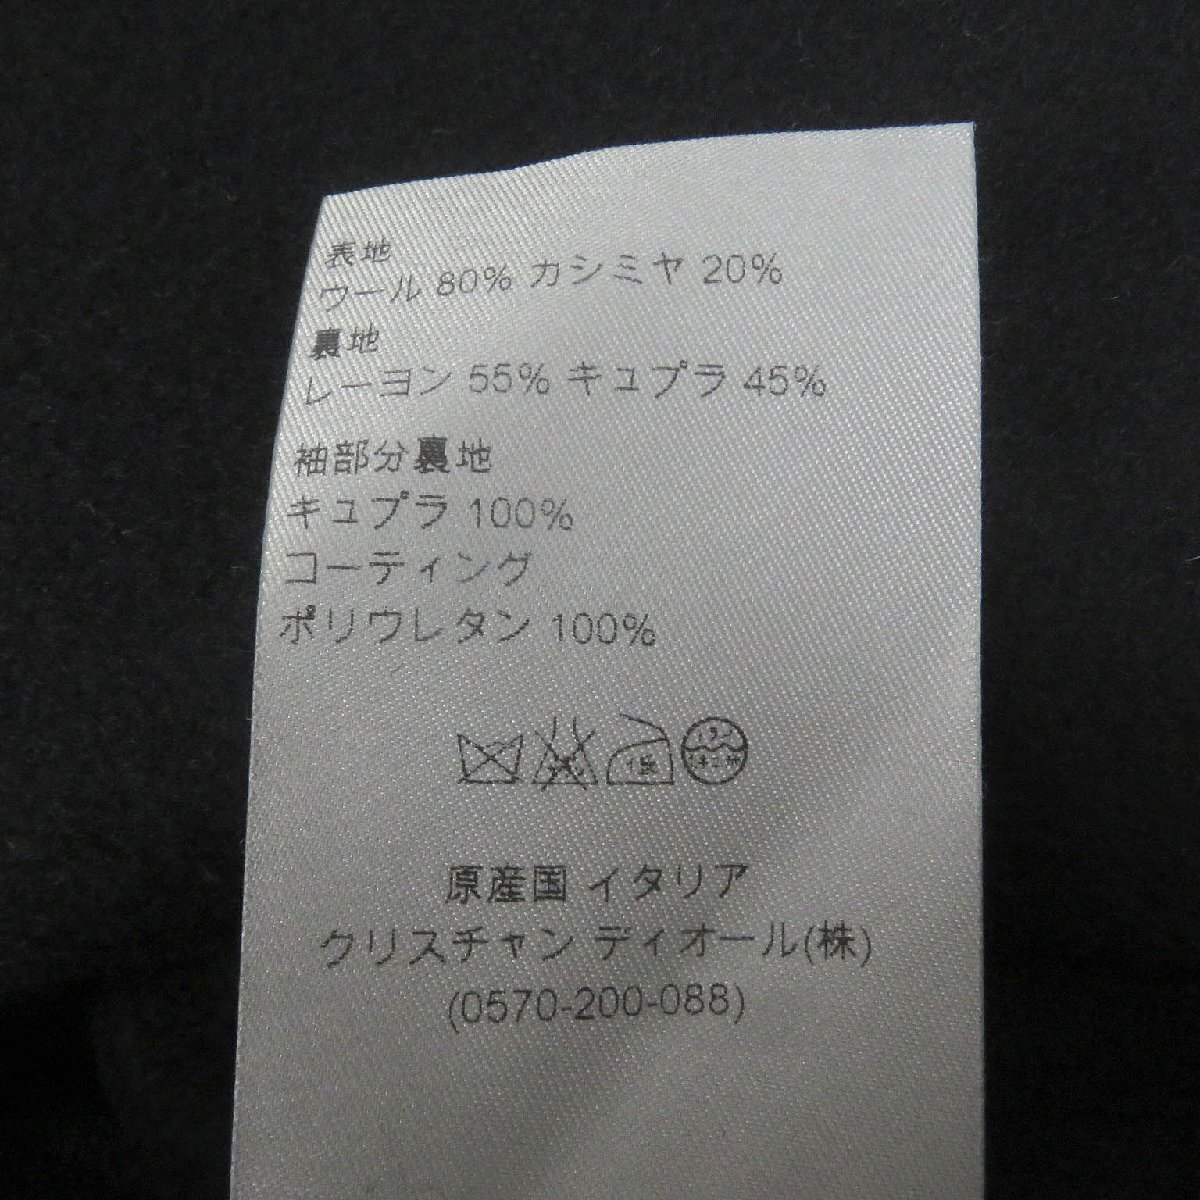 表地
ウール 80% カシミヤ 20%
裏地
レーヨン 55% キュプラ 45%
袖部分裏地
キュプラ 100%
コーティング
ポリウレタン 100%
原産国 イタリア
クリスチャン ディオール(株)
(0570-200-088)